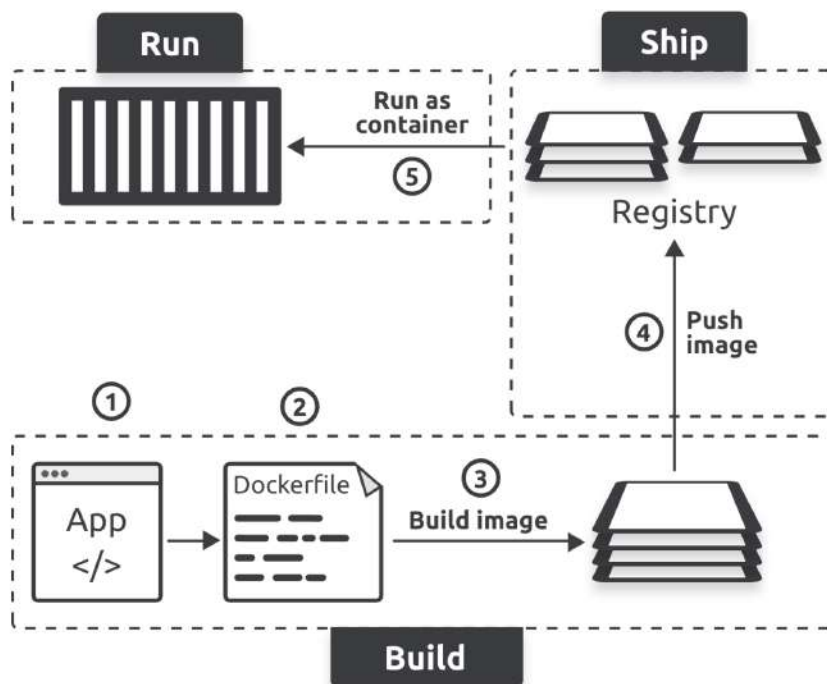 Run
Ship
Run as
container
5
Registry
4
Push
image
1
2
3
App
</>
Dockerfile
Build image
Build